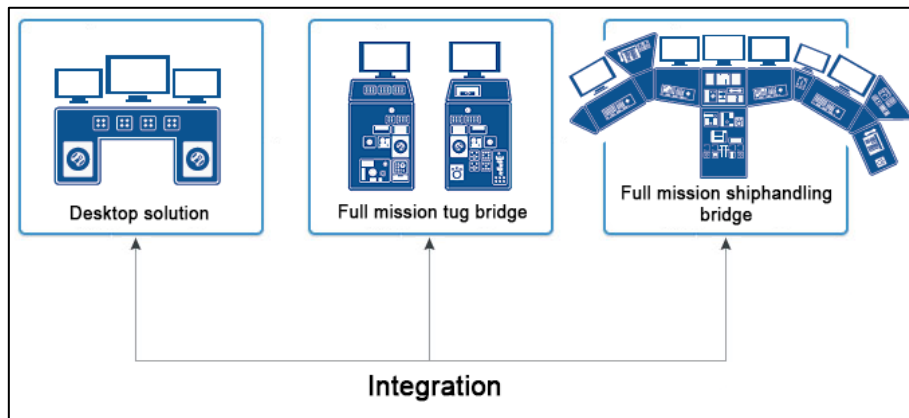 Desktop solution
Full mission tug bridge
Full mission shiphandling
bridge
Integration